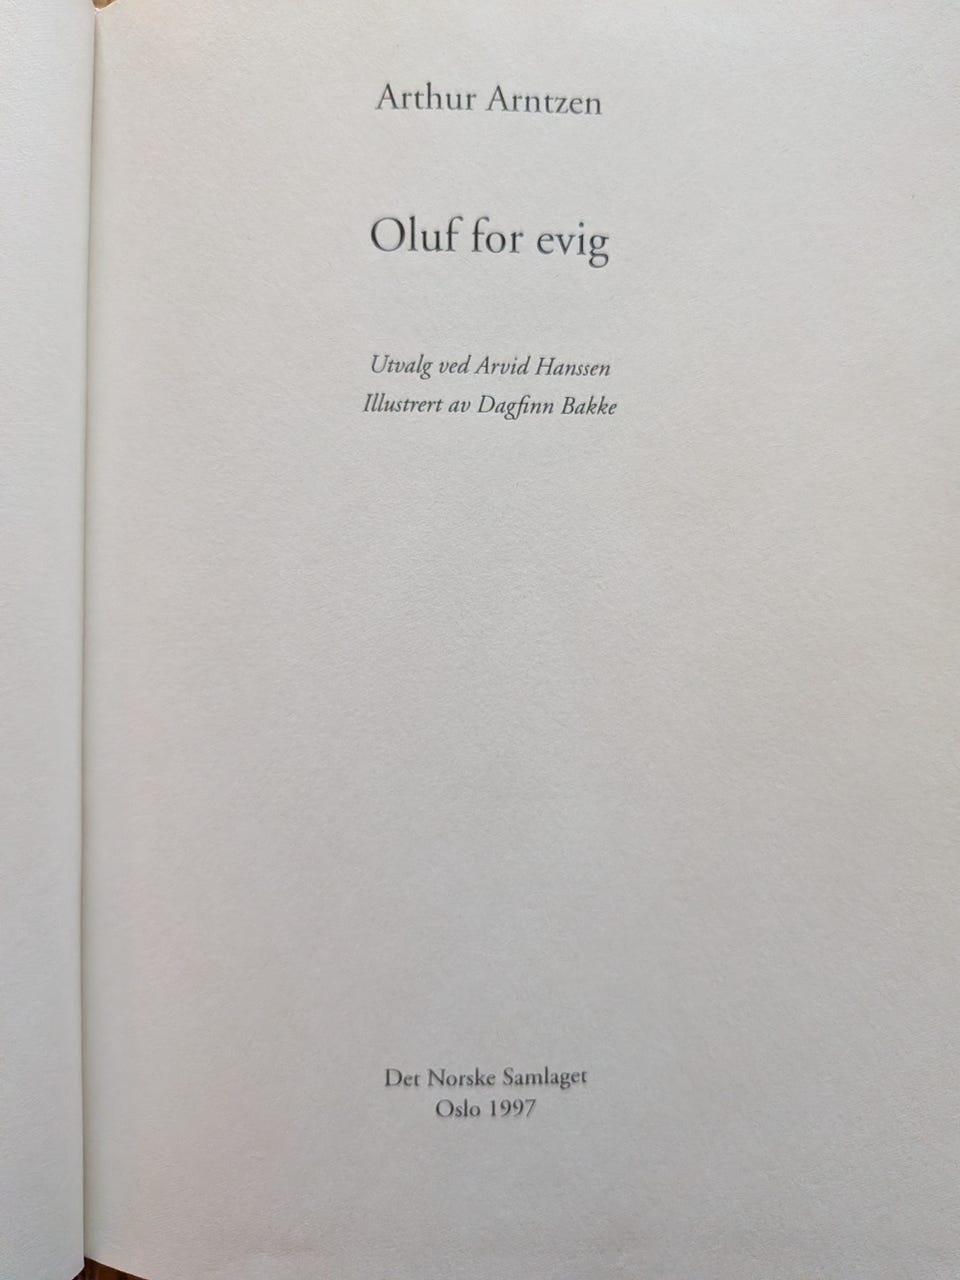 Arthur Arntzen
Oluf for evig
Utvalg ved Arvid Hanssen
Illustrert av Dagfinn Bakke
Det Norske Samlaget
Oslo 1997